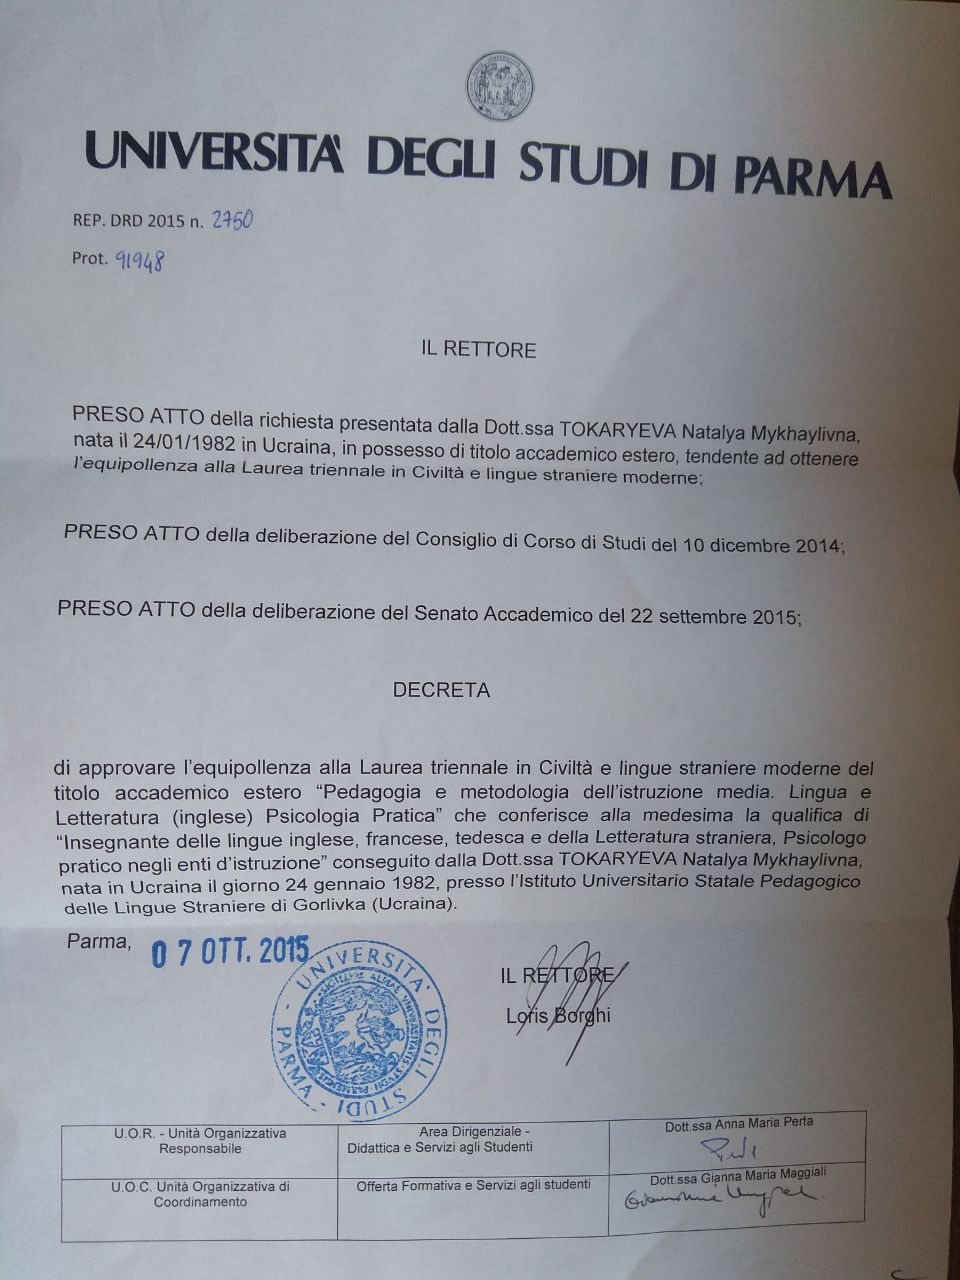 UNIVERSITA' DEGLI STUDI DI PARMA
REP. DRD 2015 n. 2750
Prot. 91948
IL RETTORE
PRESO ATTO della richiesta presentata dalla Dott.ssa TOKARYEVA Natalya Mykhaylivna,
nata il 24/01/1982 in Ucraina, in possesso di titolo accademico estero, tendente ad ottenere
l'equipollenza alla Laurea triennale in Civiltà e lingue straniere moderne;
PRESO ATTO della deliberazione del Consiglio di Corso di Studi del 10 dicembre 2014;
PRESO ATTO della deliberazione del Senato Accademico del 22 settembre 2015;
DECRETA
di approvare l'equipollenza alla Laurea triennale in Civiltà e lingue straniere moderne del
titolo accademico estero “Pedagogia e metodologia dell'istruzione media. Lingua e
Letteratura (inglese) Psicologia Pratica” che conferisce alla medesima la qualifica di
“Insegnante delle lingue inglese, francese, tedesca e della Letteratura straniera, Psicologo
pratico negli enti d'istruzione” conseguito dalla Dott.ssa TOKARYEVA Natalya Mykhaylivna,
nata in Ucraina il giorno 24 gennaio 1982, presso l'Istituto Universitario Statale Pedagogico
delle Lingue Straniere di Gorlivka (Ucraina).
Parma, 07 OTT. 2015
UNIVERSITA' DEGLI STUDI - PARMA -
IL RETTORE
Loris Borghi
U.O.R. - Unità Organizzativa
Responsabile
Area Dirigenziale -
Didattica e Servizi agli Studenti
Dott.ssa Anna Maria Perta
U.O.C. Unità Organizzativa di
Coordinamento
Offerta Formativa e Servizi agli studenti
Dott.ssa Gianna Maria Maggiali